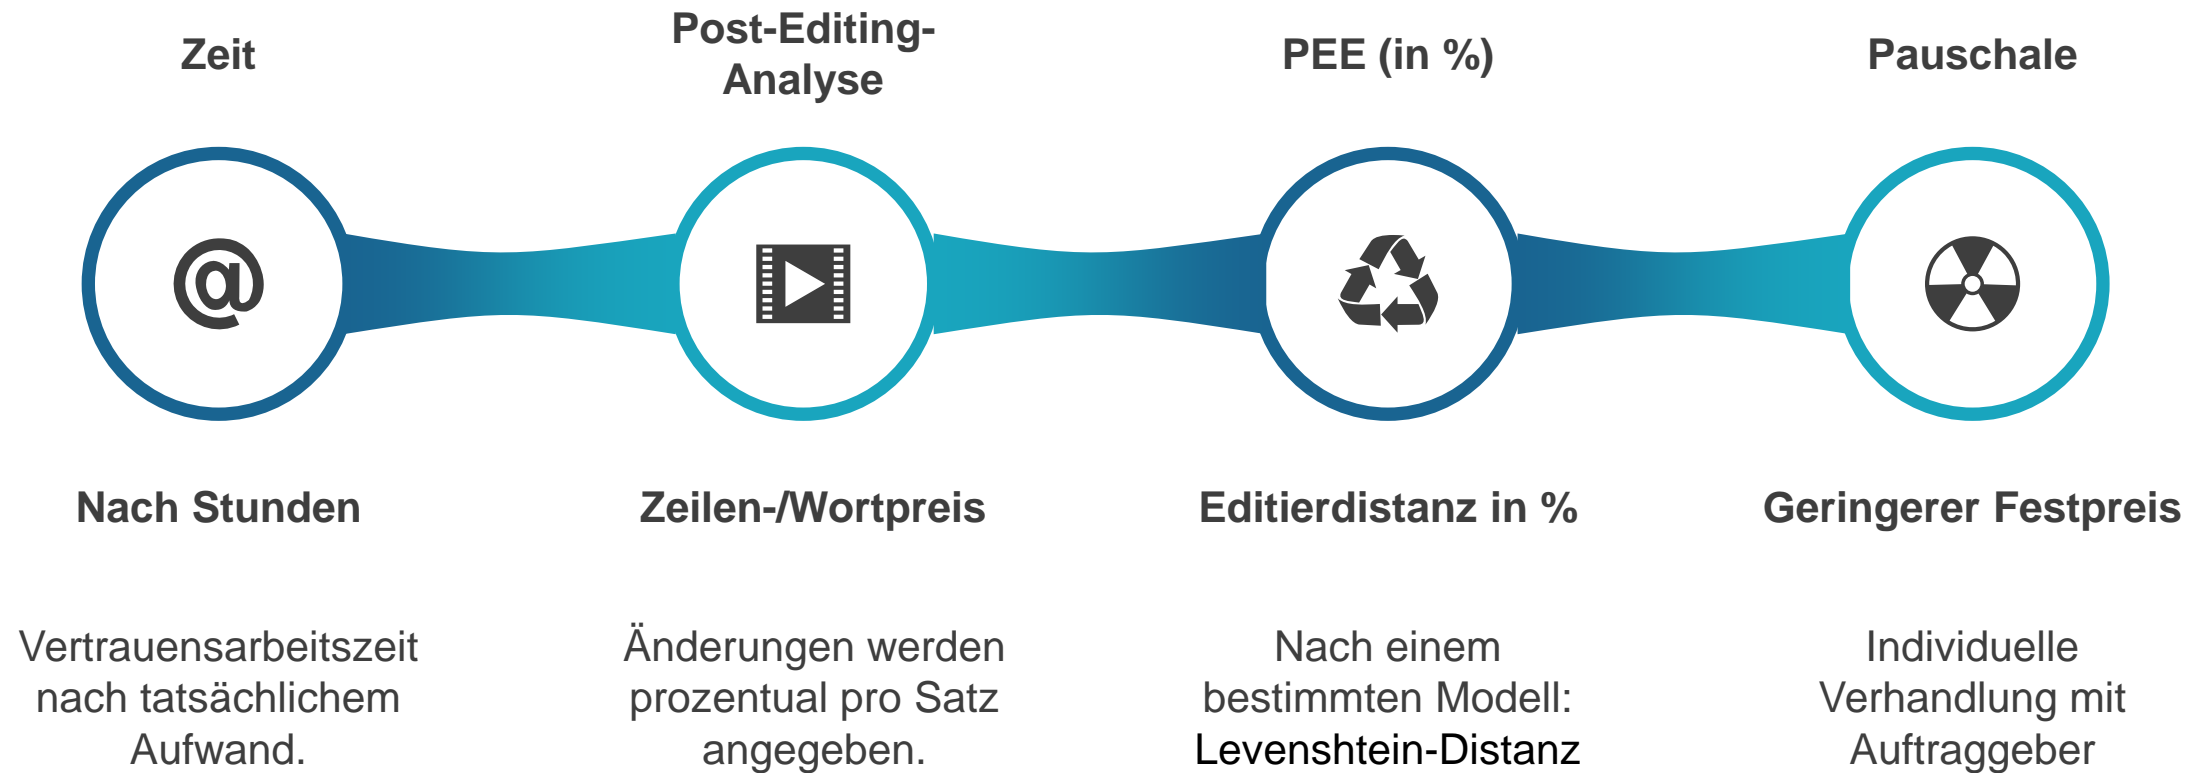 Zeit
Post-Editing-
Analyse
PEE (in %)
Pauschale
@
Nach Stunden
Zeilen-/Wortpreis
Editierdistanz in %
Geringerer Festpreis
Vertrauensarbeitszeit
nach tatsächlichem
Aufwand.
Änderungen werden
prozentual pro Satz
angegeben.
Nach einem
bestimmten Modell:
Levenshtein-Distanz
Individuelle
Verhandlung mit
Auftraggeber